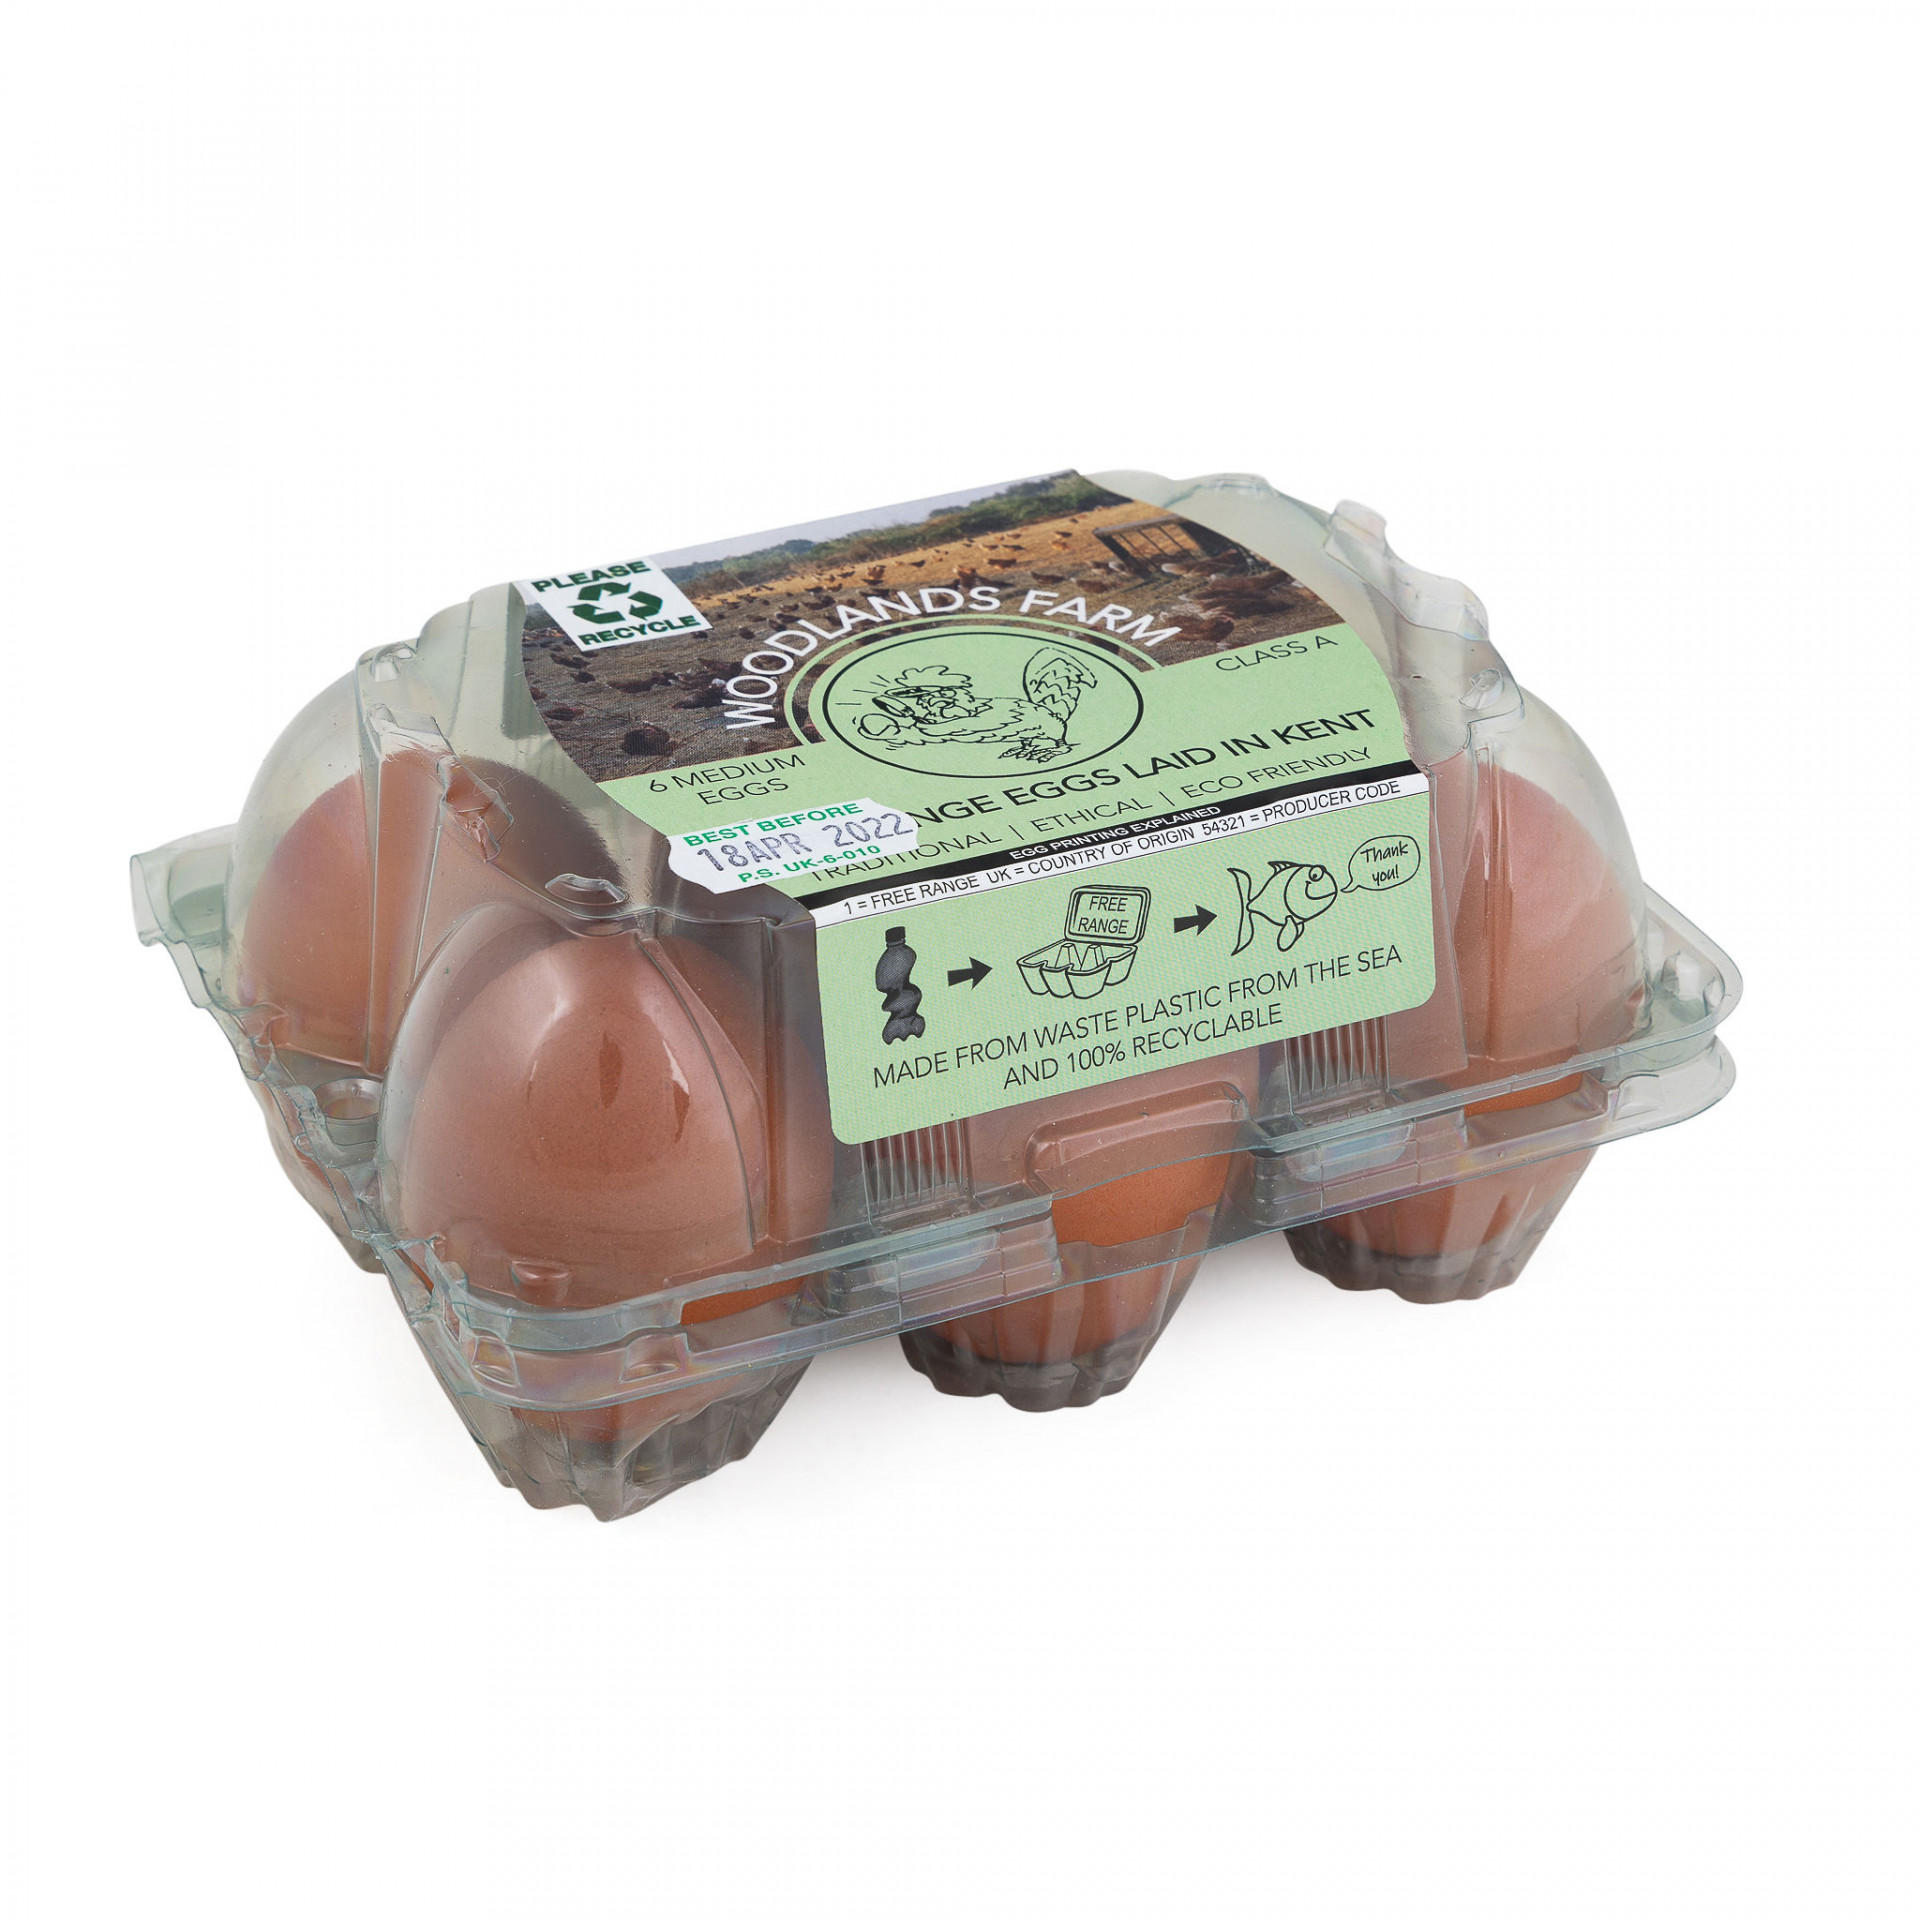 PLEASE
RECYCLE
WOODLANDS FARM
CLASS A
6 MEDIUM
EGGS
NGE EGGS LAID IN KENT
TRADITIONAL | ETHICAL | ECO FRIENDLY
BEST BEFORE
18APR 2022
P.S. UK-6-010
EGG PRINTING EXPLAINED
1 = FREE RANGE UK = COUNTRY OF ORIGIN 54321 = PRODUCER CODE
FREE
RANGE
Thank
you!
MADE FROM WASTE PLASTIC FROM THE SEA
AND 100% RECYCLABLE